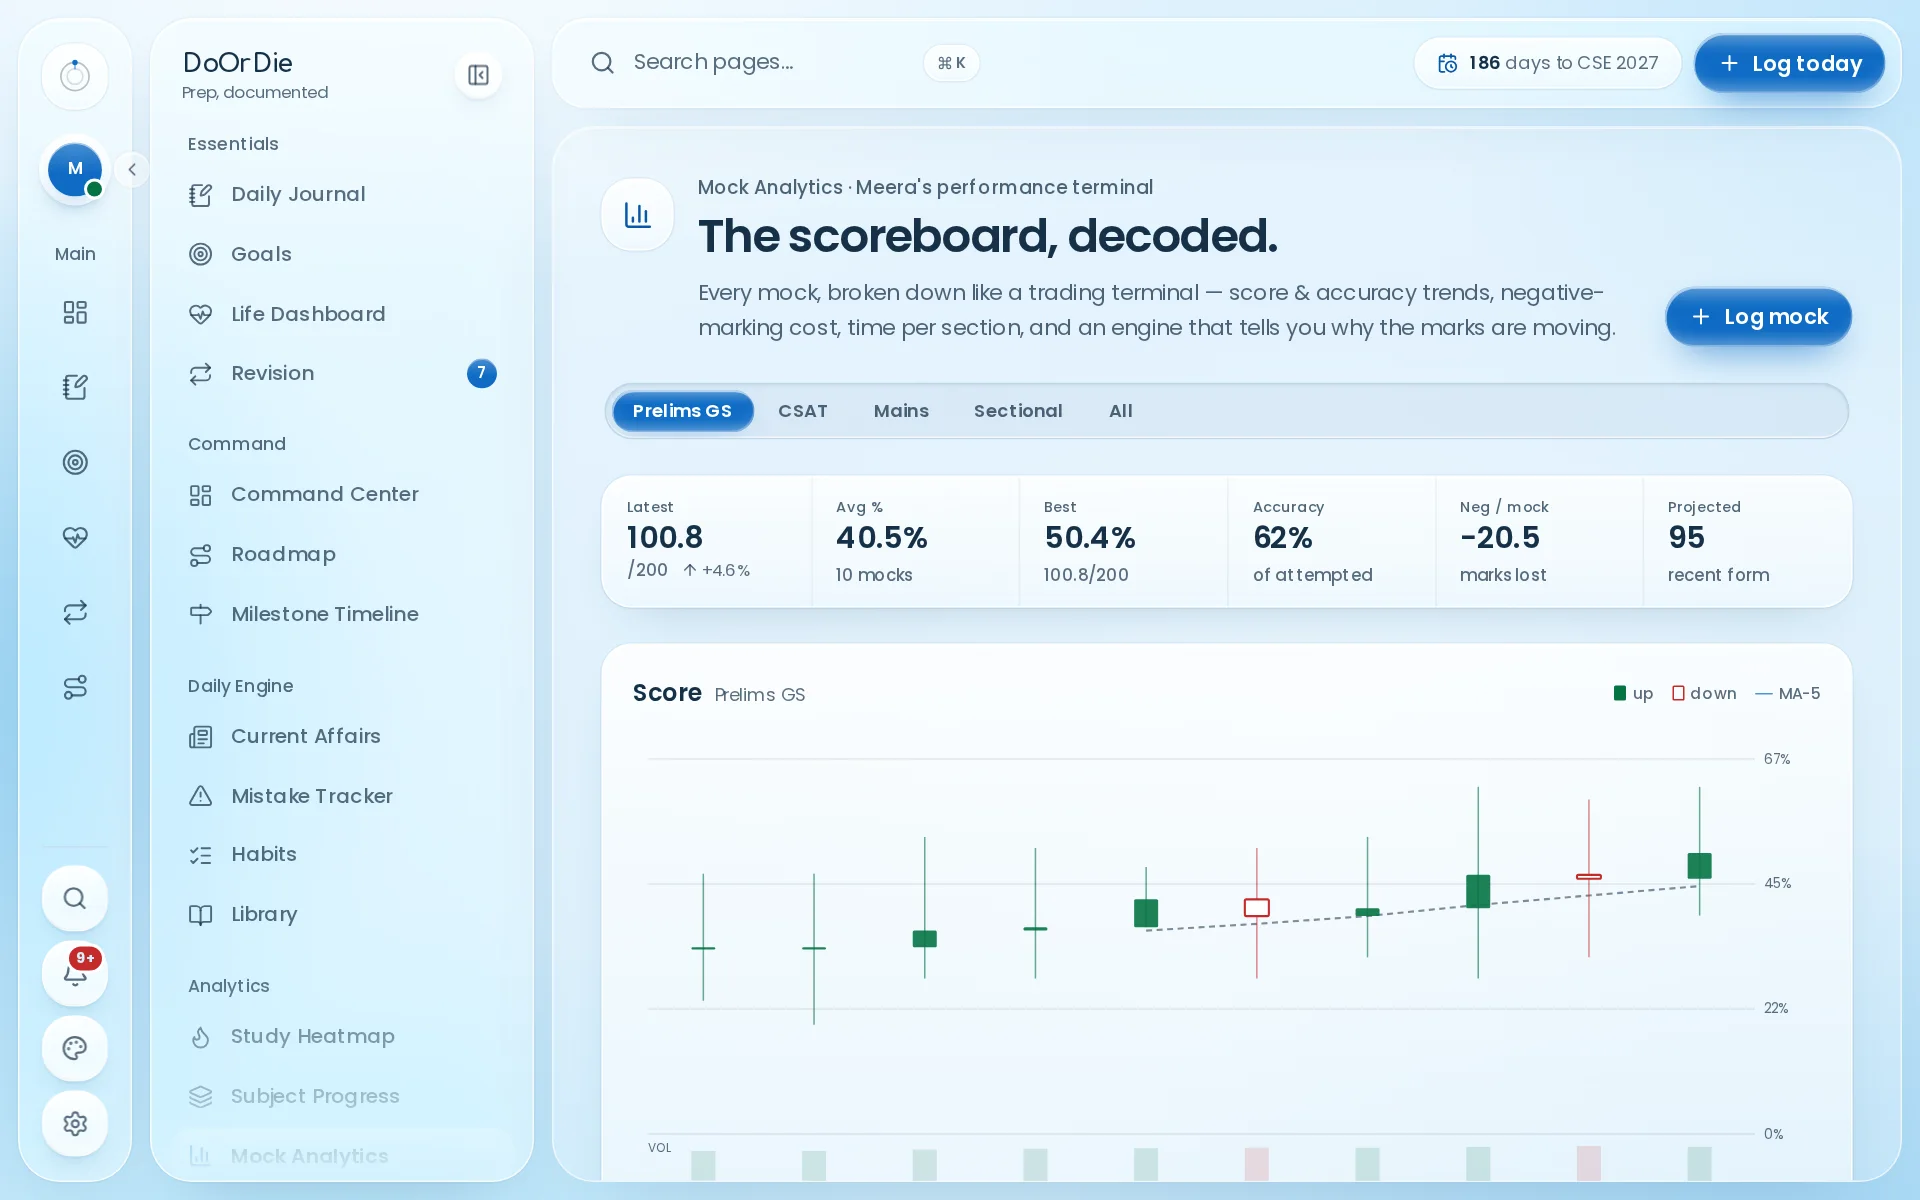 DoOrDie
Prep, documented
M
Main
9+
Essentials
Daily Journal
Goals
Life Dashboard
Revision 7
Command
Command Center
Roadmap
Milestone Timeline
Daily Engine
Current Affairs
Mistake Tracker
Habits
Library
Analytics
Study Heatmap
Subject Progress
Mock Analytics
Search pages... ⌘ K
186 days to CSE 2027
+ Log today
Mock Analytics · Meera's performance terminal
The scoreboard, decoded.
Every mock, broken down like a trading terminal — score & accuracy trends, negative-
marking cost, time per section, and an engine that tells you why the marks are moving.
+ Log mock
Prelims GS CSAT Mains Sectional All
Latest
100.8
/200 ↑ +4.6%
Avg %
40.5%
10 mocks
Best
50.4%
100.8/200
Accuracy
62%
of attempted
Neg / mock
-20.5
marks lost
Projected
95
recent form
Score Prelims GS
up down MA-5
67%
45%
22%
0%
VOL